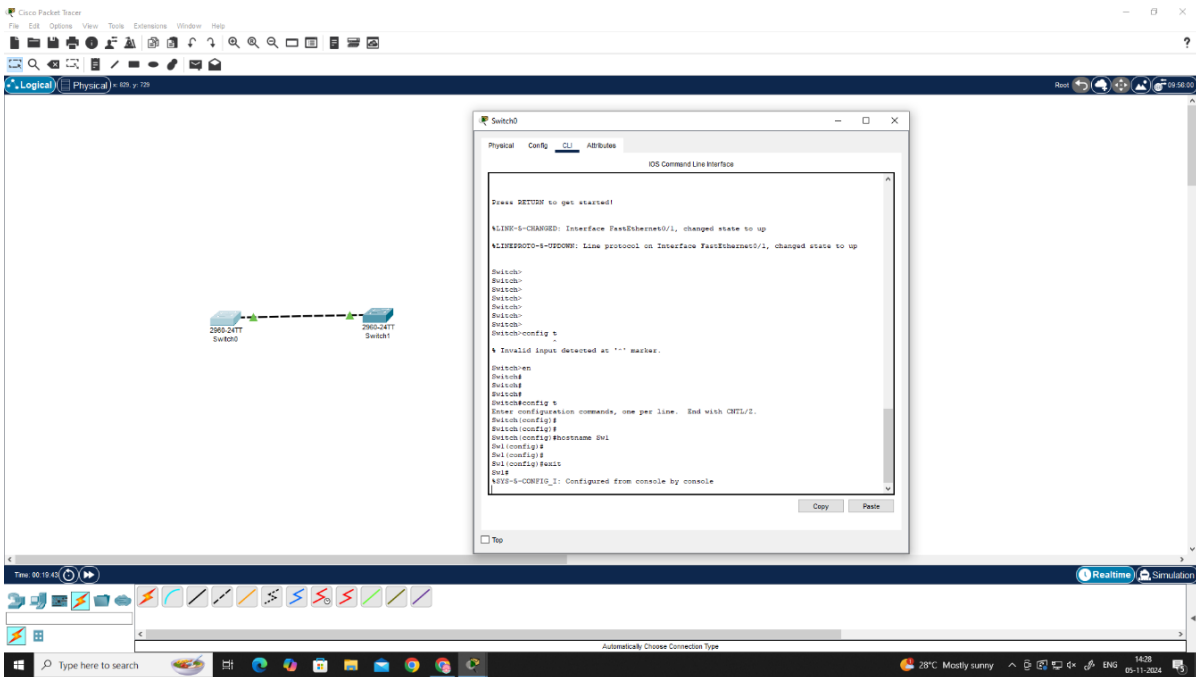 Cisco Packet Tracer
File Edit Options View Tools Extensions Window Help
?
Logical Physical x: 829, y: 729
Root 09:56:00
Switch0
Physical Config CLI Attributes
IOS Command Line Interface
Press RETURN to get started!
%LINK-5-CHANGED: Interface FastEthernet0/1, changed state to up
%LINEPROTO-5-UPDOWN: Line protocol on Interface FastEthernet0/1, changed state to up
Switch>
Switch>
Switch>
Switch>
Switch>
Switch>
Switch>
Switch>config t
^
% Invalid input detected at '^' marker.
Switch>en
Switch#
Switch#
Switch#
Switch#config t
Enter configuration commands, one per line. End with CNTL/Z.
Switch(config)#
Switch(config)#
Switch(config)#hostname Sw1
Sw1(config)#
Sw1(config)#
Sw1(config)#exit
Sw1#
%SYS-5-CONFIG_I: Configured from console by console
Copy Paste
Top
2960-24TT
Switch0
2960-24TT
Switch1
Time: 00:19:43
Realtime Simulation
Automatically Choose Connection Type
Type here to search
28°C Mostly sunny ENG 14:28
05-11-2024